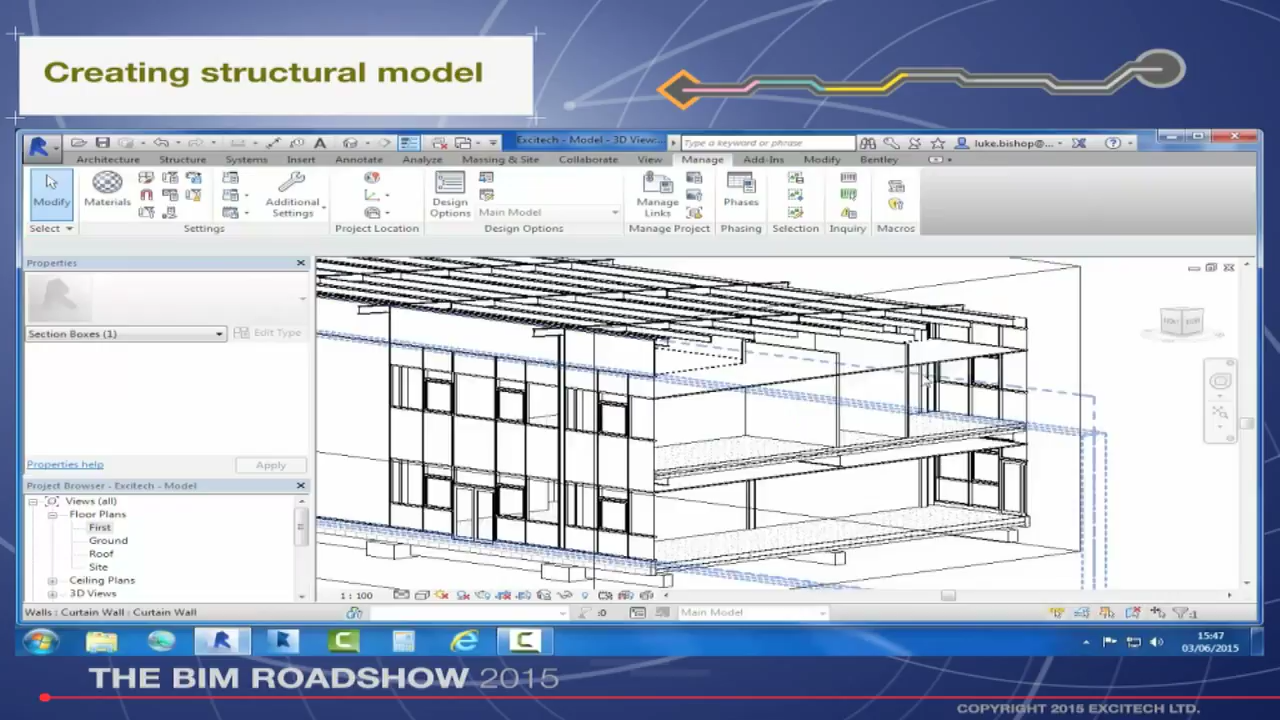 Creating structural model
Excitech - Model - 3D View:...
Type a keyword or phrase
luke.bishop@...
Architecture Structure Systems Insert Annotate Analyze Massing & Site Collaborate View Manage Add-Ins Modify Bentley
Modify
Materials
Additional
Settings
Design
Options
Main Model
Manage
Links
Phases
Select
Settings
Project Location
Design Options
Manage Project
Phasing
Selection
Inquiry
Macros
Properties
Section Boxes (1)
Edit Type
Properties help
Apply
Project Browser - Excitech - Model
Views (all)
Floor Plans
First
Ground
Roof
Site
Ceiling Plans
3D Views
1 : 100
Walls : Curtain Wall : Curtain Wall
:0
Main Model
15:47
03/06/2015
THE BIM ROADSHOW 2015
COPYRIGHT 2015 EXCITECH LTD.